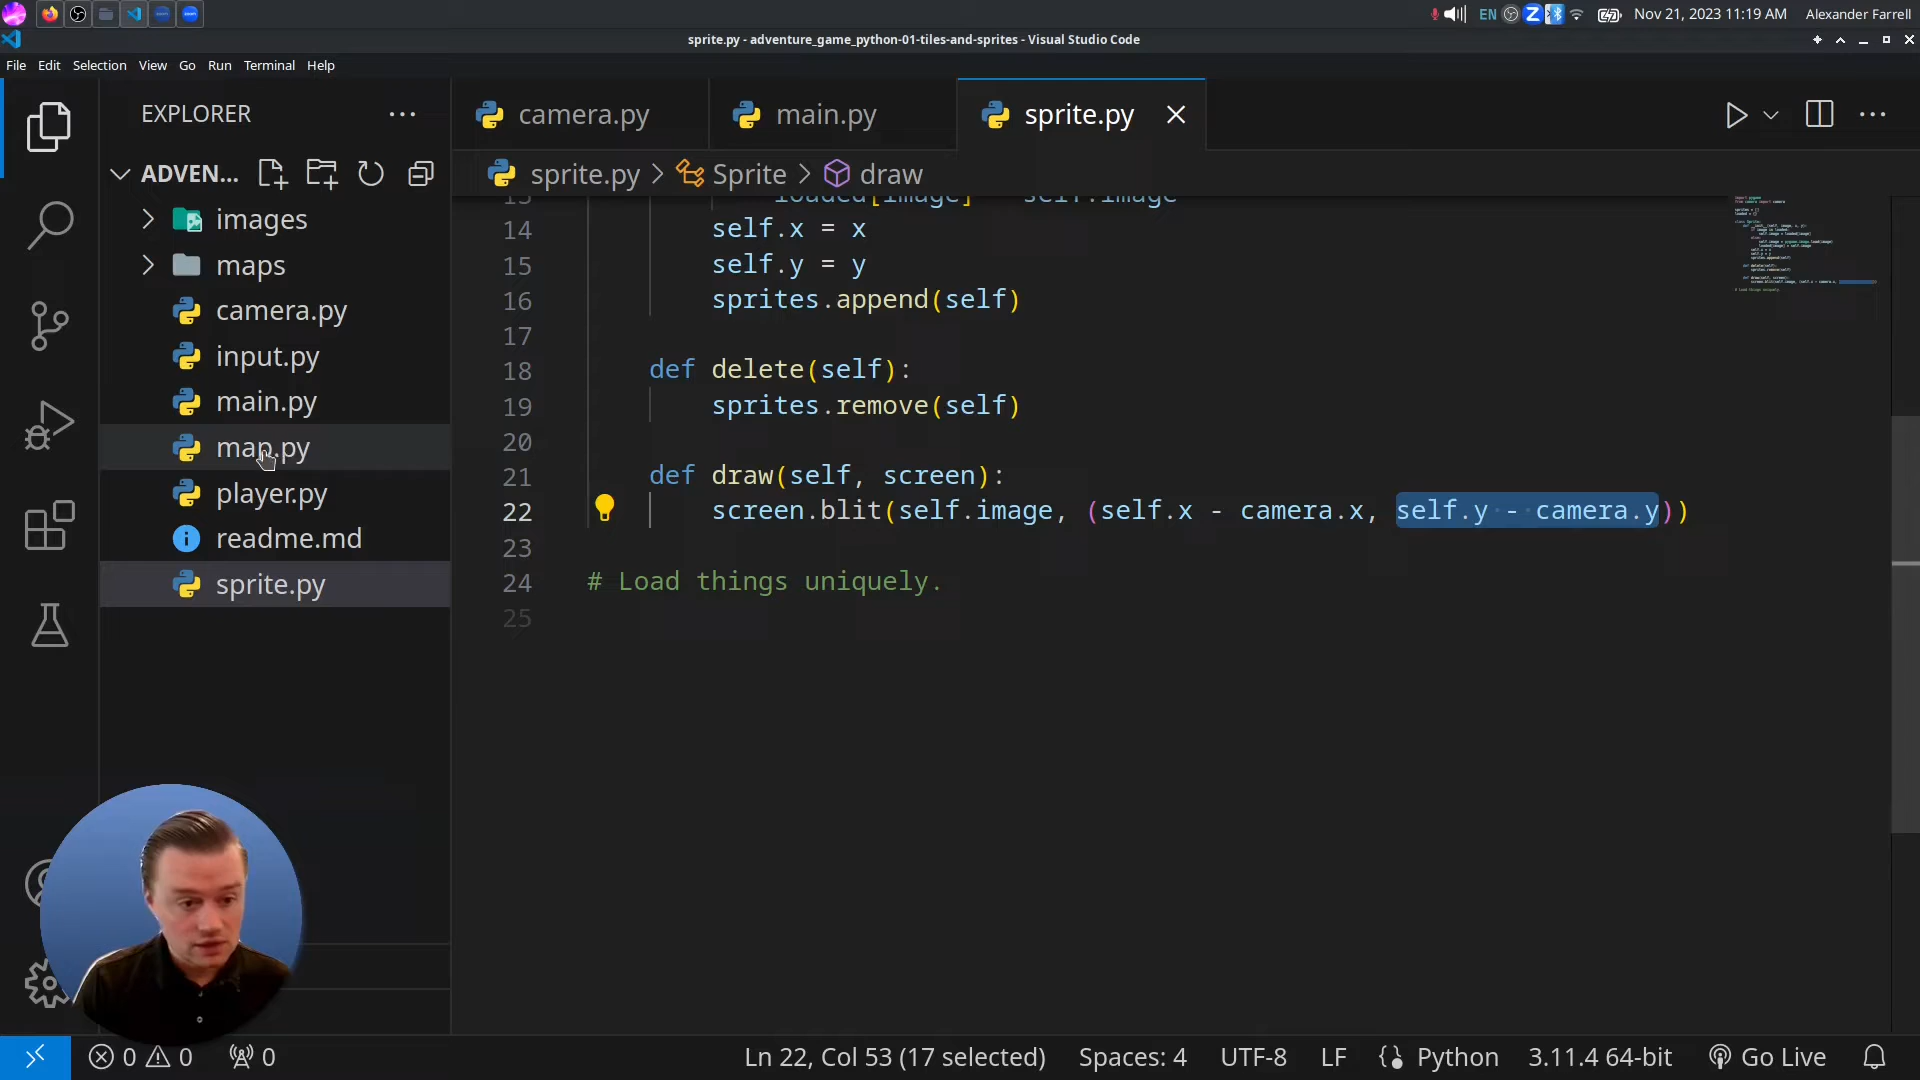 EN Nov 21, 2023 11:19 AM Alexander Farrell
sprite.py - adventure_game_python-01-tiles-and-sprites - Visual Studio Code
File Edit Selection View Go Run Terminal Help
EXPLORER
camera.py main.py sprite.py
ADVEN...
sprite.py > Sprite > draw
images
maps
camera.py
input.py
main.py
map.py
player.py
readme.md
sprite.py
13 loaded[image] = self.image
14 self.x = x
15 self.y = y
16 sprites.append(self)
17
18 def delete(self):
19 sprites.remove(self)
20
21 def draw(self, screen):
22 screen.blit(self.image, (self.x - camera.x, self.y - camera.y))
23
24 # Load things uniquely.
25
0 0 0 Ln 22, Col 53 (17 selected) Spaces: 4 UTF-8 LF Python 3.11.4 64-bit Go Live